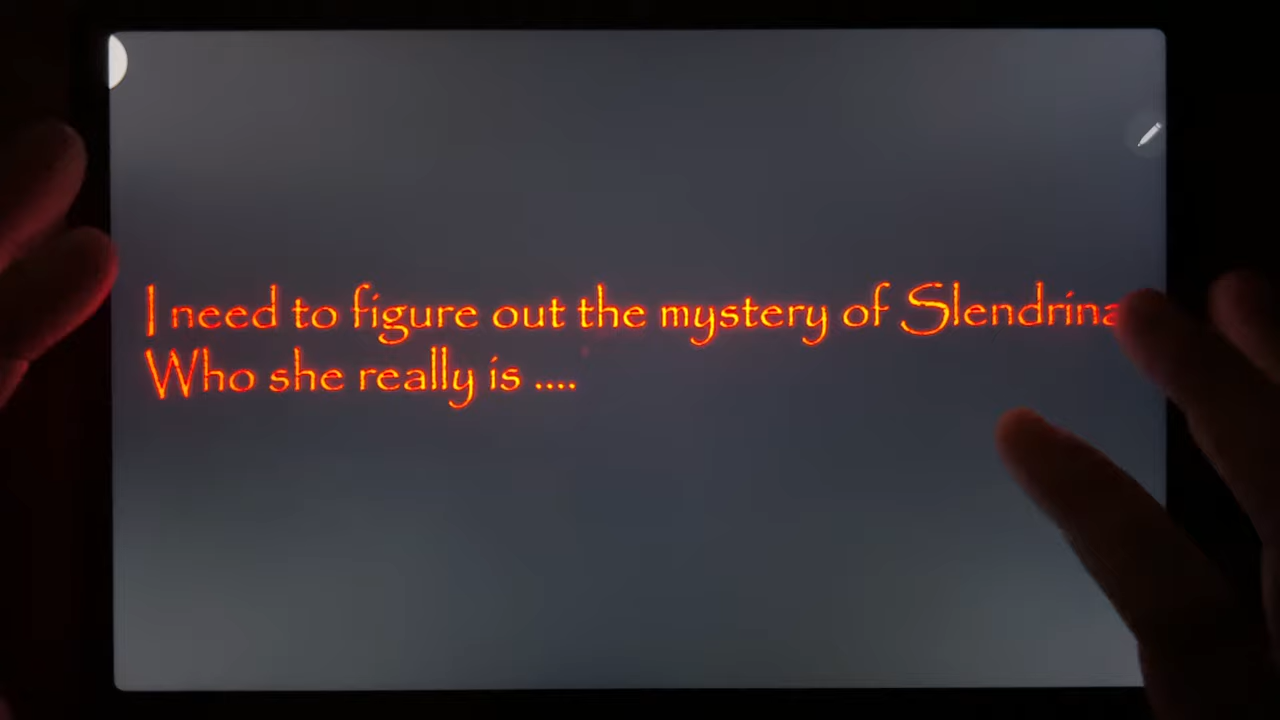 I need to figure out the mystery of Slendrina
Who she really is ....